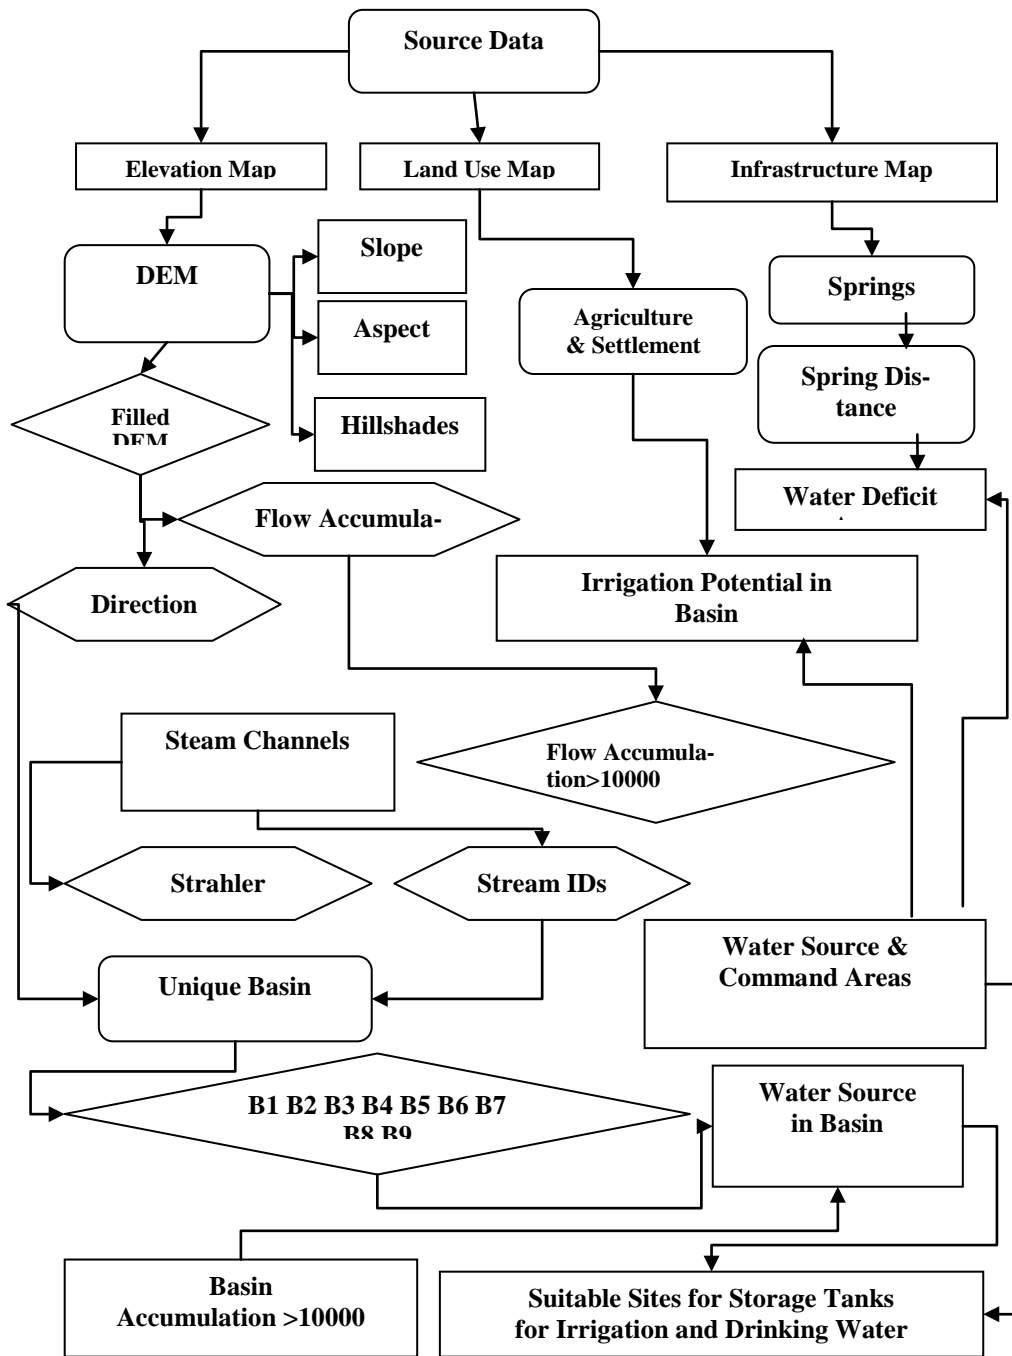 Source Data
Elevation Map
Land Use Map
Infrastructure Map
DEM
Slope
Aspect
Hillshades
Agriculture
& Settlement
Springs
Spring Dis-
tance
Filled
DEM
Water Deficit
Flow Accumula-
Direction
Irrigation Potential in
Basin
Steam Channels
Flow Accumula-
tion>10000
Strahler
Stream IDs
Water Source &
Command Areas
Unique Basin
B1 B2 B3 B4 B5 B6 B7
B8 B9
Water Source
in Basin
Basin
Accumulation >10000
Suitable Sites for Storage Tanks
for Irrigation and Drinking Water